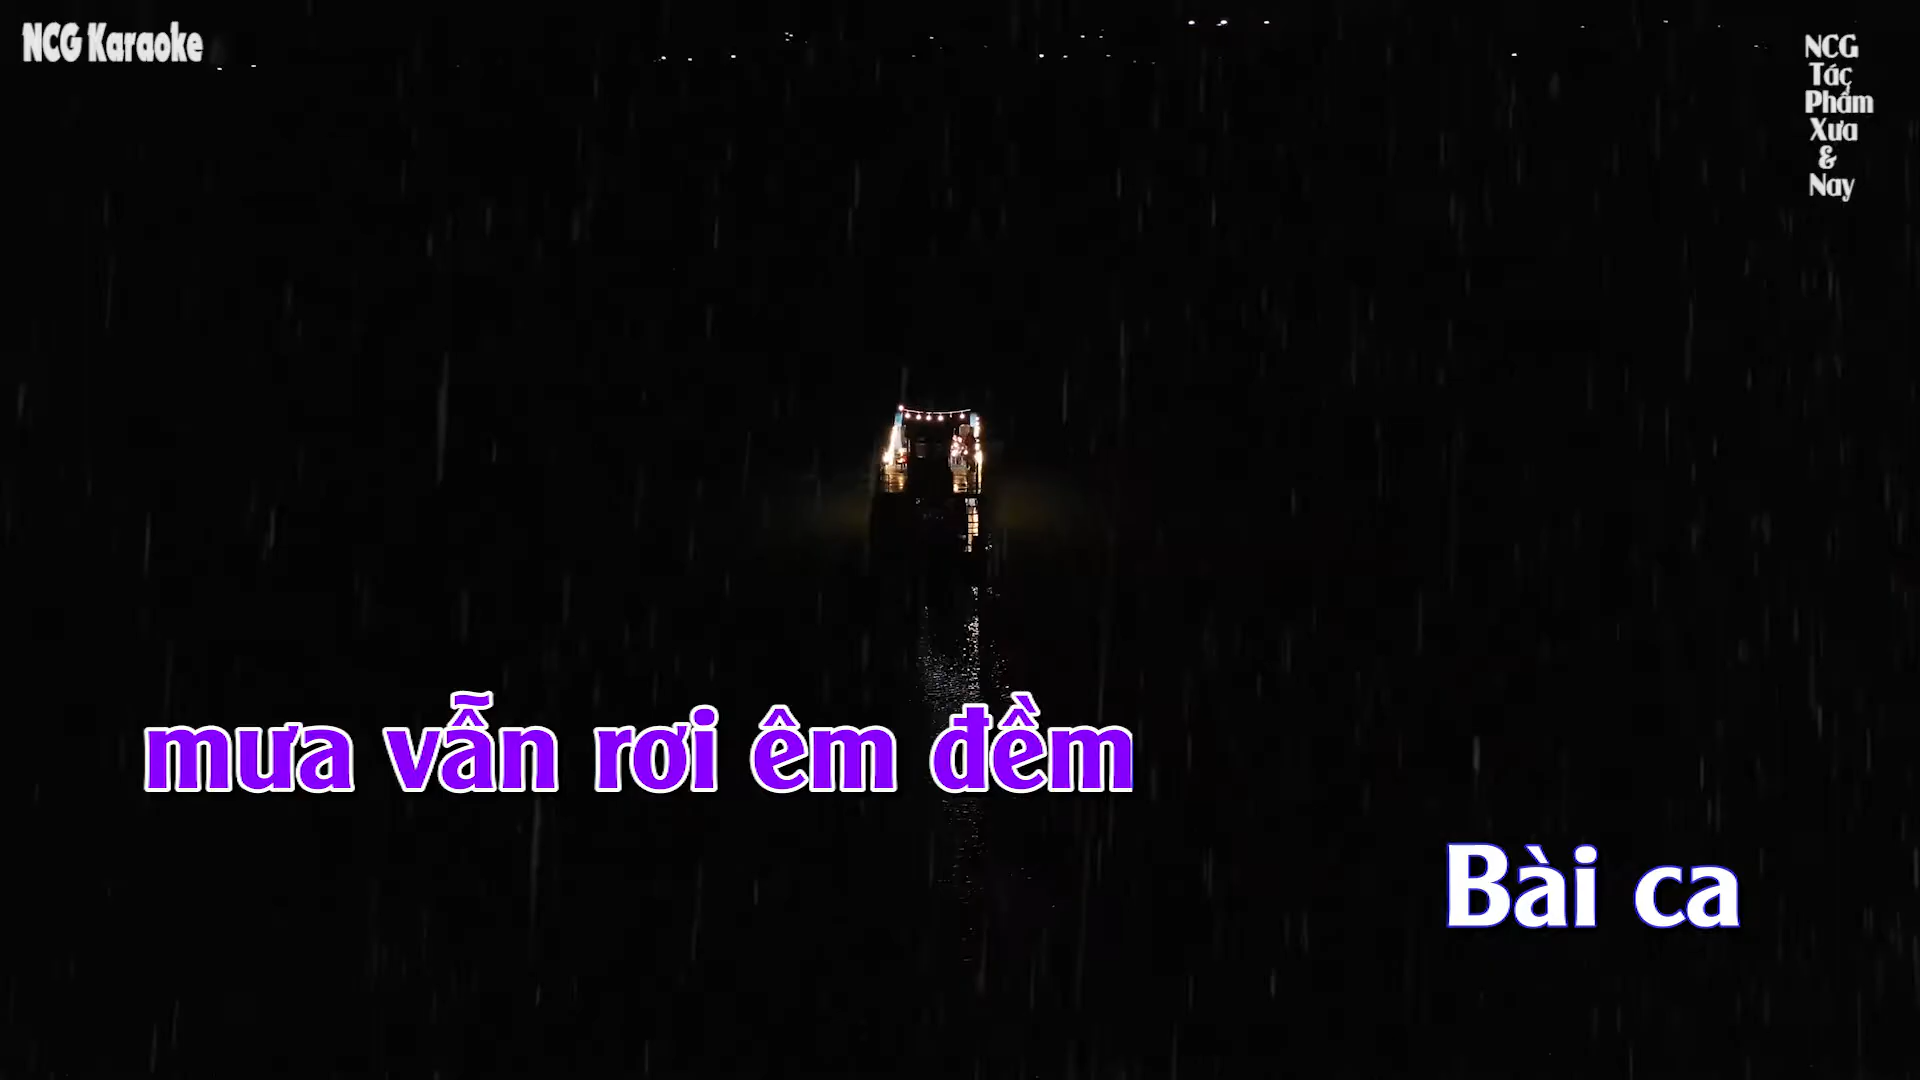 NCG Karaoke
NCG
Tác
Phẩm
Xưa
&
Nay
mưa vẫn rơi êm đềm
Bài ca